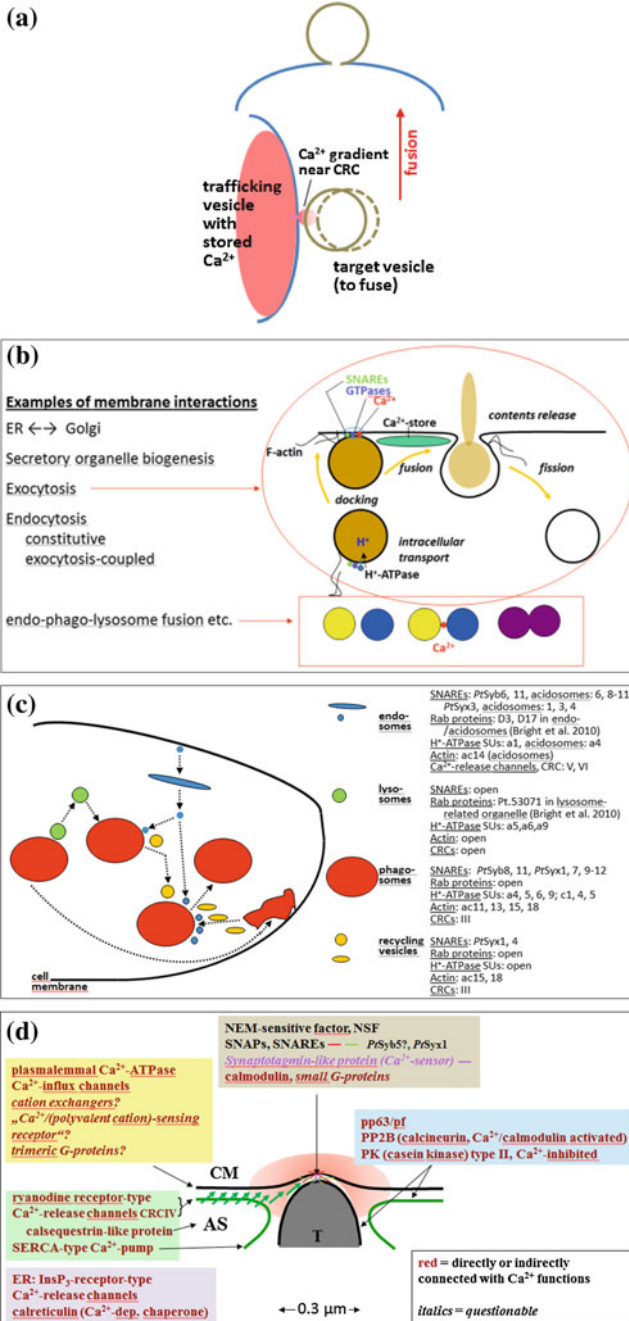 (a)
Ca²⁺ gradient
near CRC
fusion
trafficking
vesicle
with
stored
Ca²⁺
target vesicle
(to fuse)
(b)
Examples of membrane interactions
ER ←→ Golgi
Secretory organelle biogenesis
Exocytosis
Endocytosis
constitutive
exocytosis-coupled
endo-phago-lysosome fusion etc.
SNAREs
GTPases
Ca²⁺
Ca²⁺-store
contents release
F-actin
fusion
fission
docking
H⁺
intracellular
transport
H⁺-ATPase
Ca²⁺
(c)
cell
membrane
endo-
somes
SNAREs: PtSyb6, 11, acidosomes: 6, 8-11
PtSyx3, acidosomes: 1, 3, 4
Rab proteins: D3, D17 in endo-
/acidosomes (Bright et al. 2010)
H⁺-ATPase SUs: a1, acidosomes: a4
Actin: ac14 (acidosomes)
Ca²⁺-release channels, CRC: V, VI
lyso-
somes
SNAREs: open
Rab proteins: Pt.53071 in lysosome-
related organelle (Bright et al. 2010)
H⁺-ATPase SUs: a5,a6,a9
Actin: open
CRCs: open
phago-
somes
SNAREs: PtSyb8, 11, PtSyx1, 7, 9-12
Rab proteins: open
H⁺-ATPase SUs: a4, 5, 6, 9; c1, 4, 5
Actin: ac11, 13, 15, 18
CRCs: III
recycling
vesicles
SNAREs: PtSyx1, 4
Rab proteins: open
H⁺-ATPase SUs: open
Actin: ac15, 18
CRCs: III
(d)
NEM-sensitive factor, NSF
SNAPs, SNAREs — — PtSyb5?, PtSyx1
Synaptotagmin-like protein (Ca²⁺-sensor) —
calmodulin, small G-proteins
plasmalemmal Ca²⁺-ATPase
Ca²⁺-influx channels
cation exchangers?
„Ca²⁺/(polyvalent cation)-sensing
receptor“?
trimeric G-proteins?
pp63/pf
PP2B (calcineurin, Ca²⁺/calmodulin activated)
PK (casein kinase) type II, Ca²⁺-inhibited
CM
ryanodine receptor-type
Ca²⁺-release channels CRCIV
calsequestrin-like protein
SERCA-type Ca²⁺-pump
AS
T
ER: InsP₃-receptor-type
Ca²⁺-release channels
calreticulin (Ca²⁺-dep. chaperone)
0.3 µm
red = directly or indirectly
connected with Ca²⁺ functions
italics = questionable